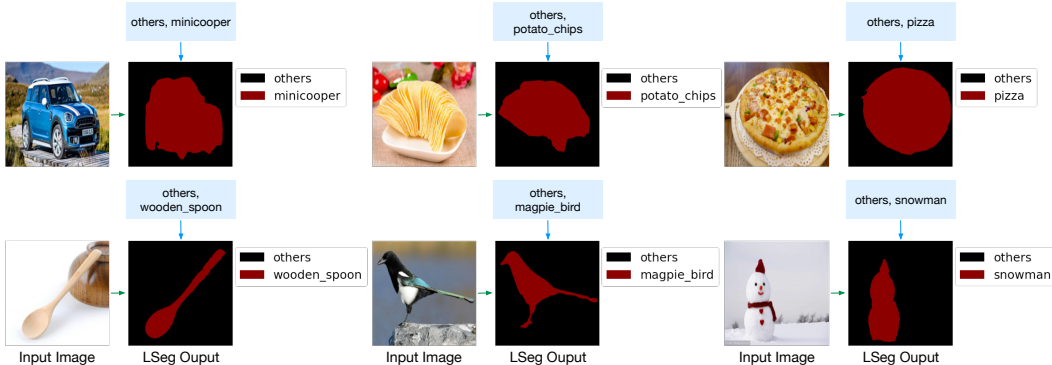 others, minicooper
others,
potato_chips
others, pizza
others
minicooper
others
potato_chips
others
pizza
others,
wooden_spoon
others,
magpie_bird
others, snowman
others
wooden_spoon
others
magpie_bird
others
snowman
Input Image
LSeg Ouput
Input Image
LSeg Ouput
Input Image
LSeg Ouput